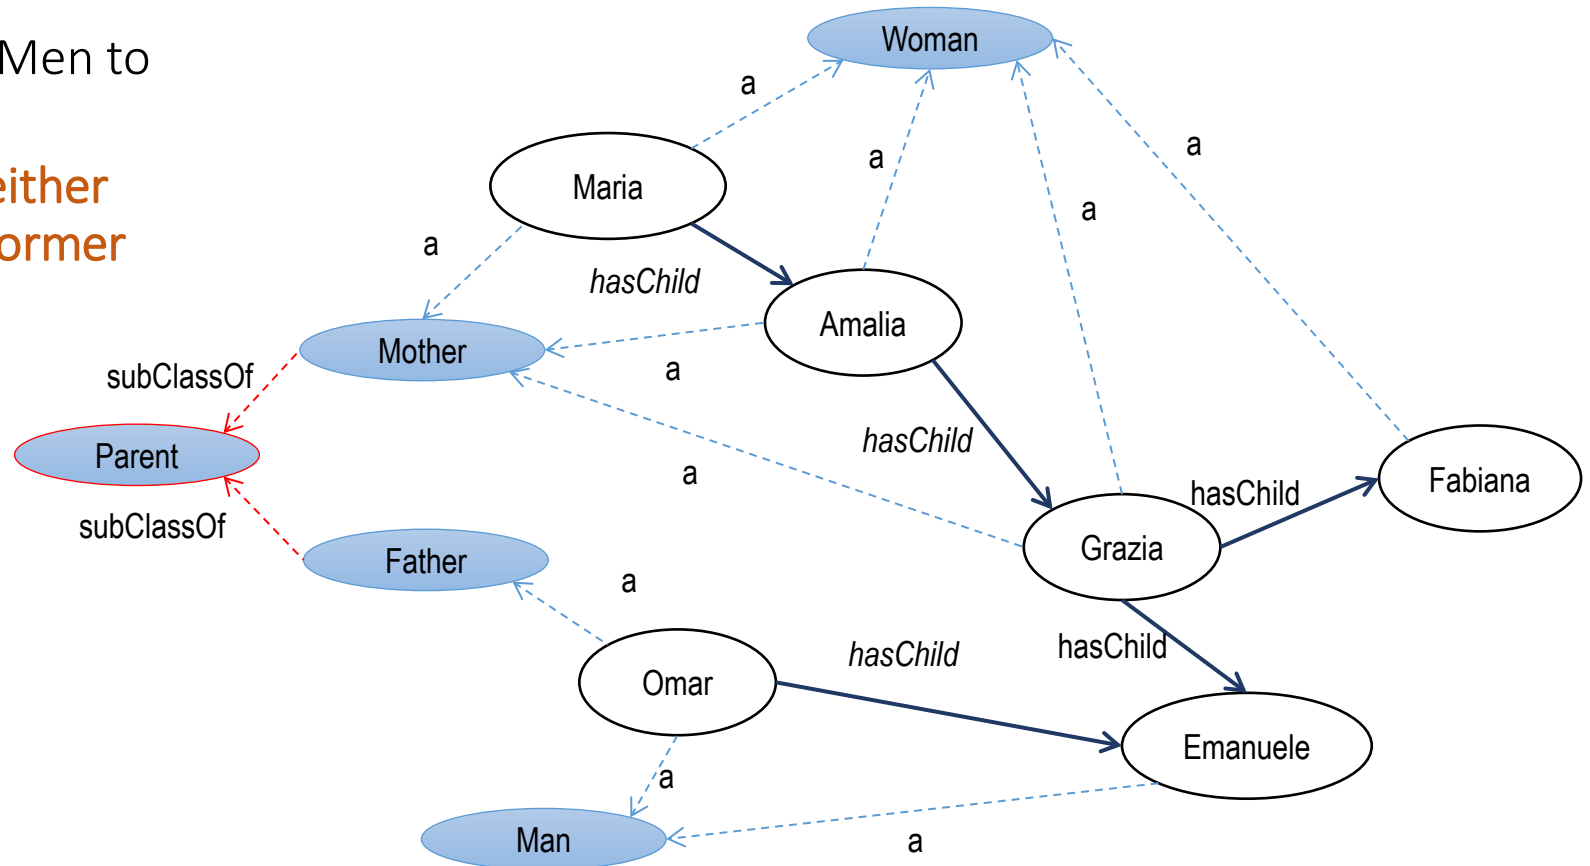 Men to
either
ormer
Woman
a
a
a
a
Maria
a
hasChild
Amalia
Mother
a
subClassOf
Parent
hasChild
a
hasChild
Fabiana
subClassOf
Grazia
Father
a
hasChild
hasChild
Omar
Emanuele
a
Man
a